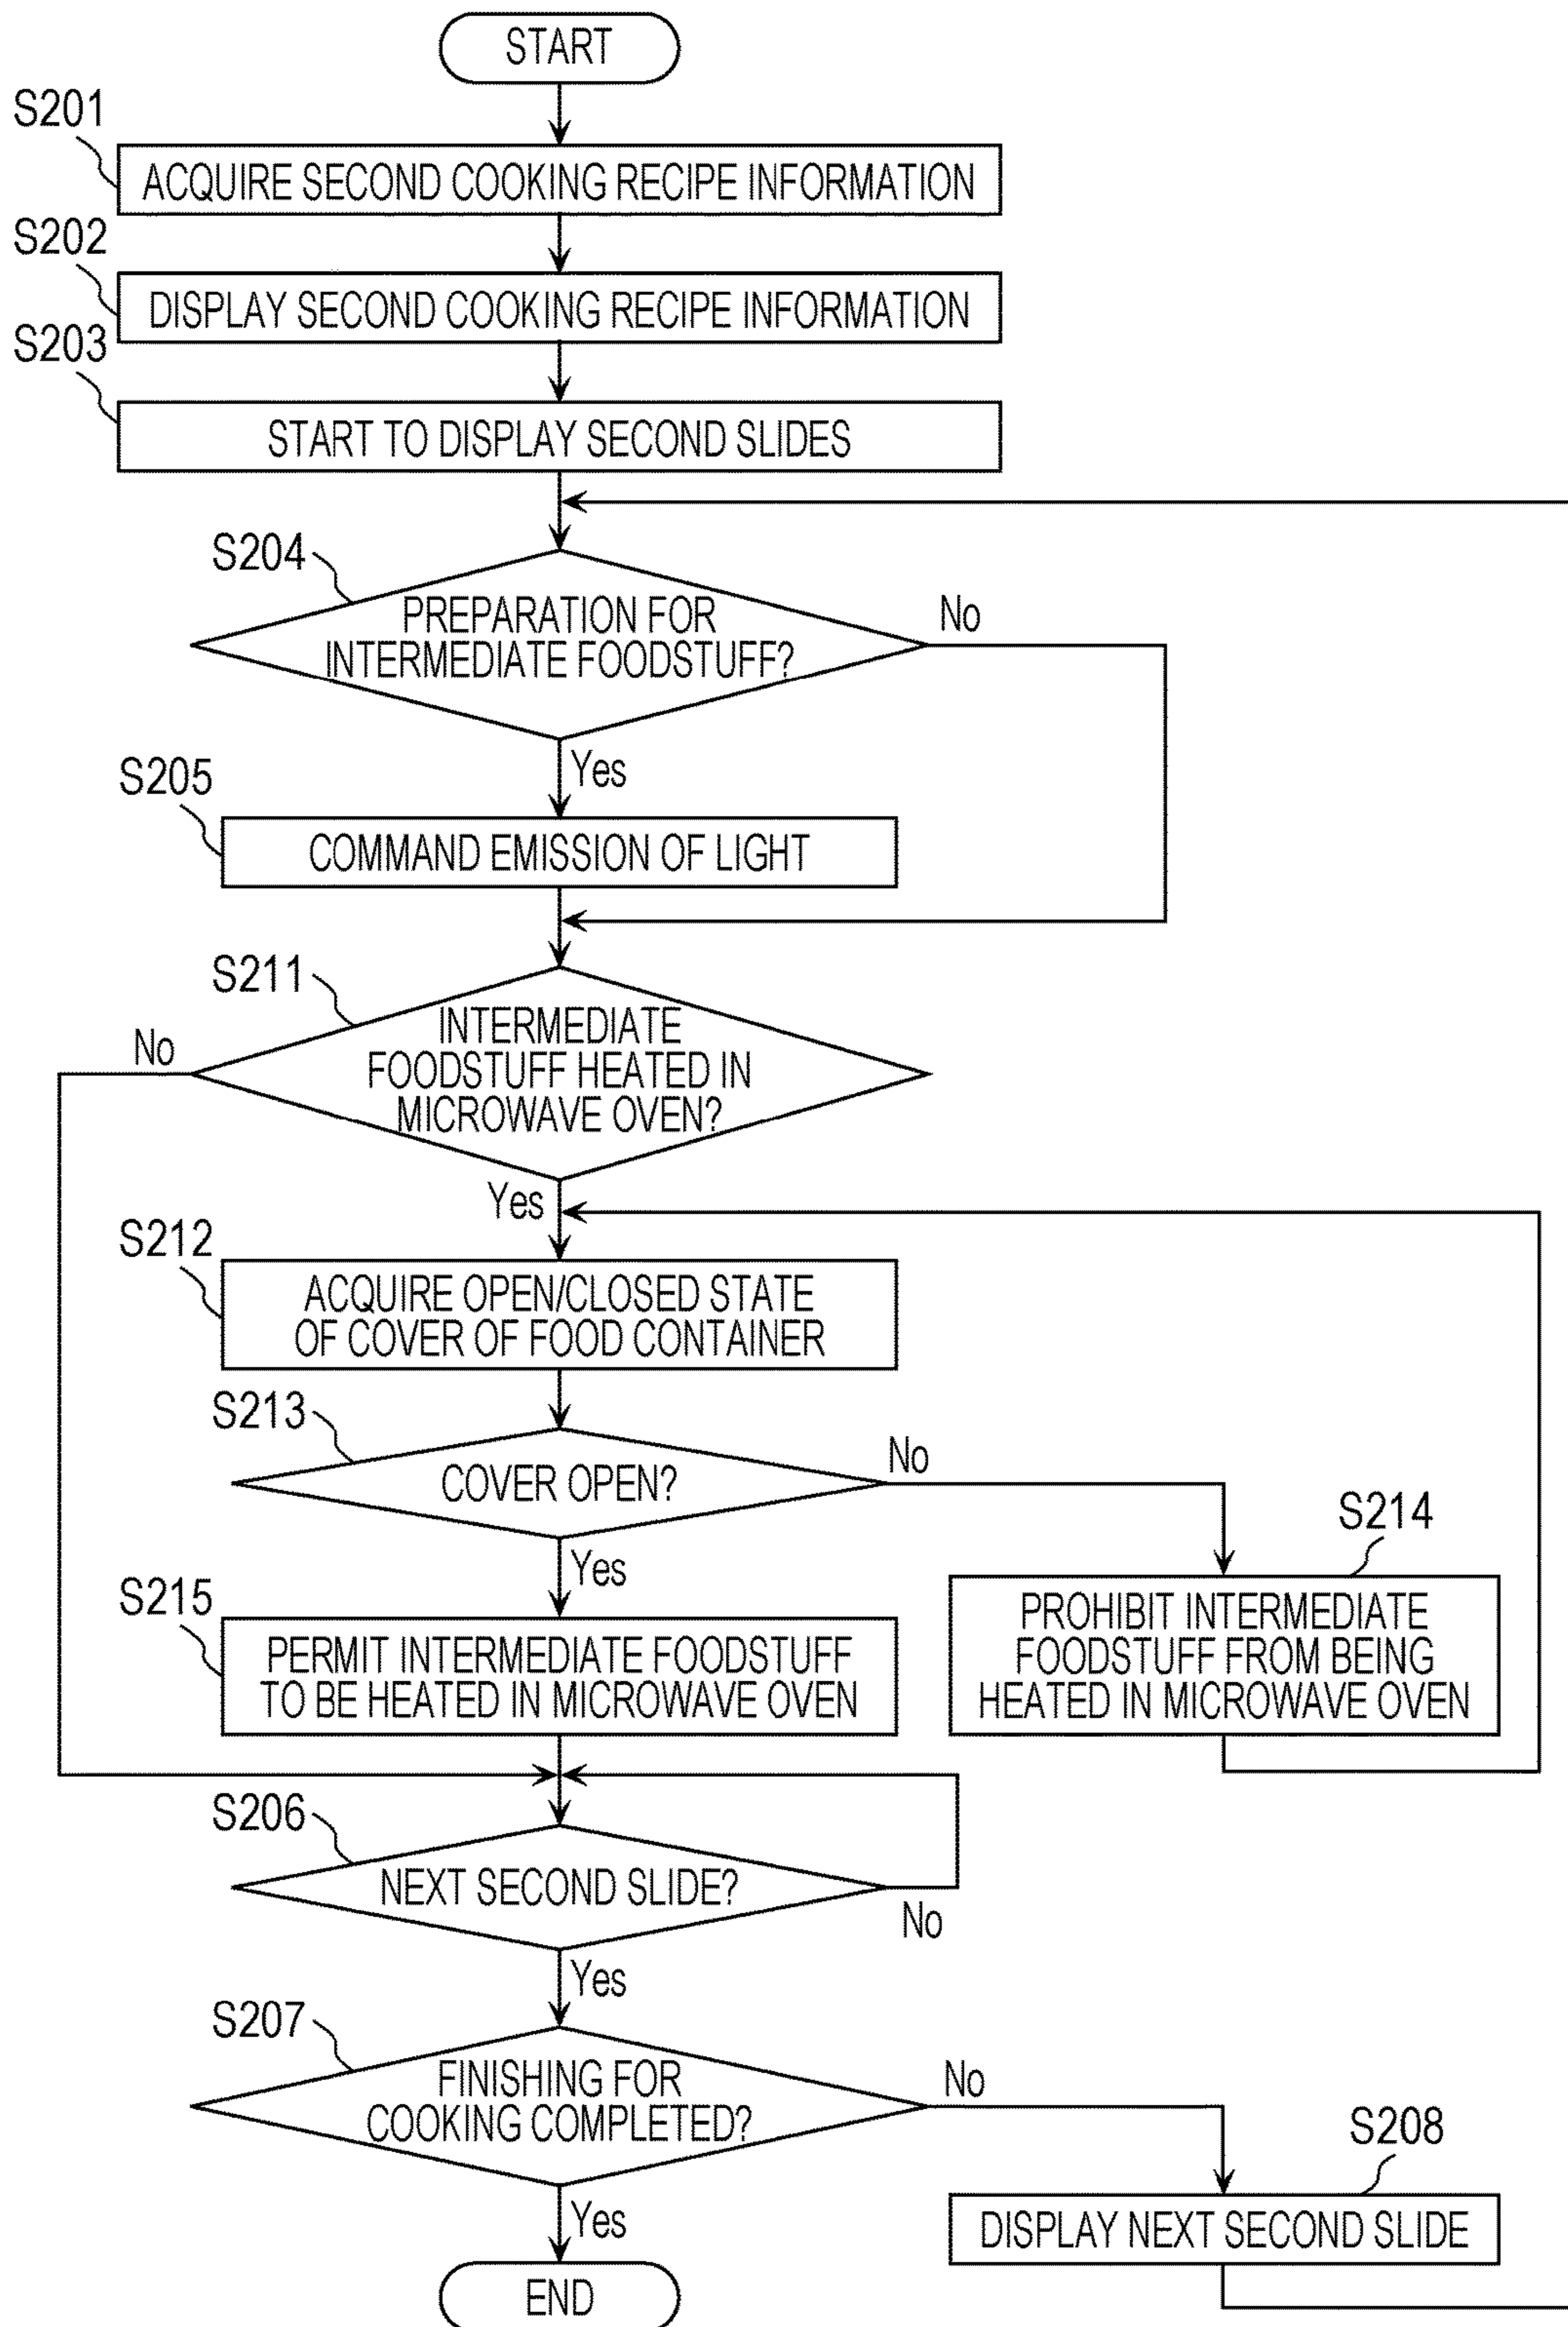 START
S201
ACQUIRE SECOND COOKING RECIPE INFORMATION
S202
DISPLAY SECOND COOKING RECIPE INFORMATION
S203
START TO DISPLAY SECOND SLIDES
S204
PREPARATION FOR
INTERMEDIATE FOODSTUFF?
No
Yes
S205
COMMAND EMISSION OF LIGHT
S211
INTERMEDIATE
FOODSTUFF HEATED IN
MICROWAVE OVEN?
No
Yes
S212
ACQUIRE OPEN/CLOSED STATE
OF COVER OF FOOD CONTAINER
S213
COVER OPEN?
No
Yes
S214
PROHIBIT INTERMEDIATE
FOODSTUFF FROM BEING
HEATED IN MICROWAVE OVEN
S215
PERMIT INTERMEDIATE FOODSTUFF
TO BE HEATED IN MICROWAVE OVEN
S206
NEXT SECOND SLIDE?
No
Yes
S207
FINISHING FOR
COOKING COMPLETED?
No
Yes
S208
DISPLAY NEXT SECOND SLIDE
END